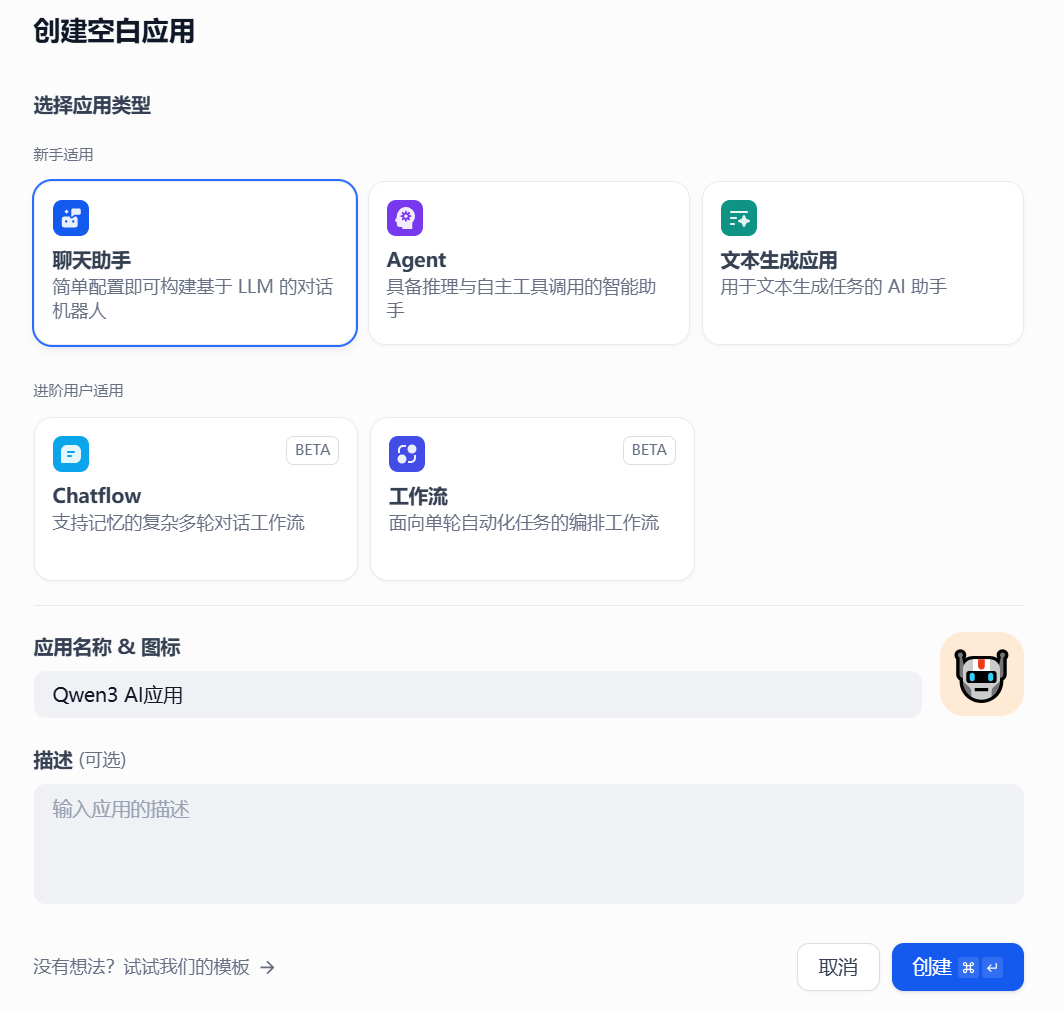 创建空白应用
选择应用类型
新手适用
聊天助手
简单配置即可构建基于 LLM 的对话
机器人
Agent
具备推理与自主工具调用的智能助
手
文本生成应用
用于文本生成任务的 AI 助手
进阶用户适用
BETA
Chatflow
支持记忆的复杂多轮对话工作流
BETA
工作流
面向单轮自动化任务的编排工作流
应用名称 & 图标
Qwen3 AI应用
描述 (可选)
输入应用的描述
没有想法？试试我们的模板 →
取消
创建 ⌘ ↵